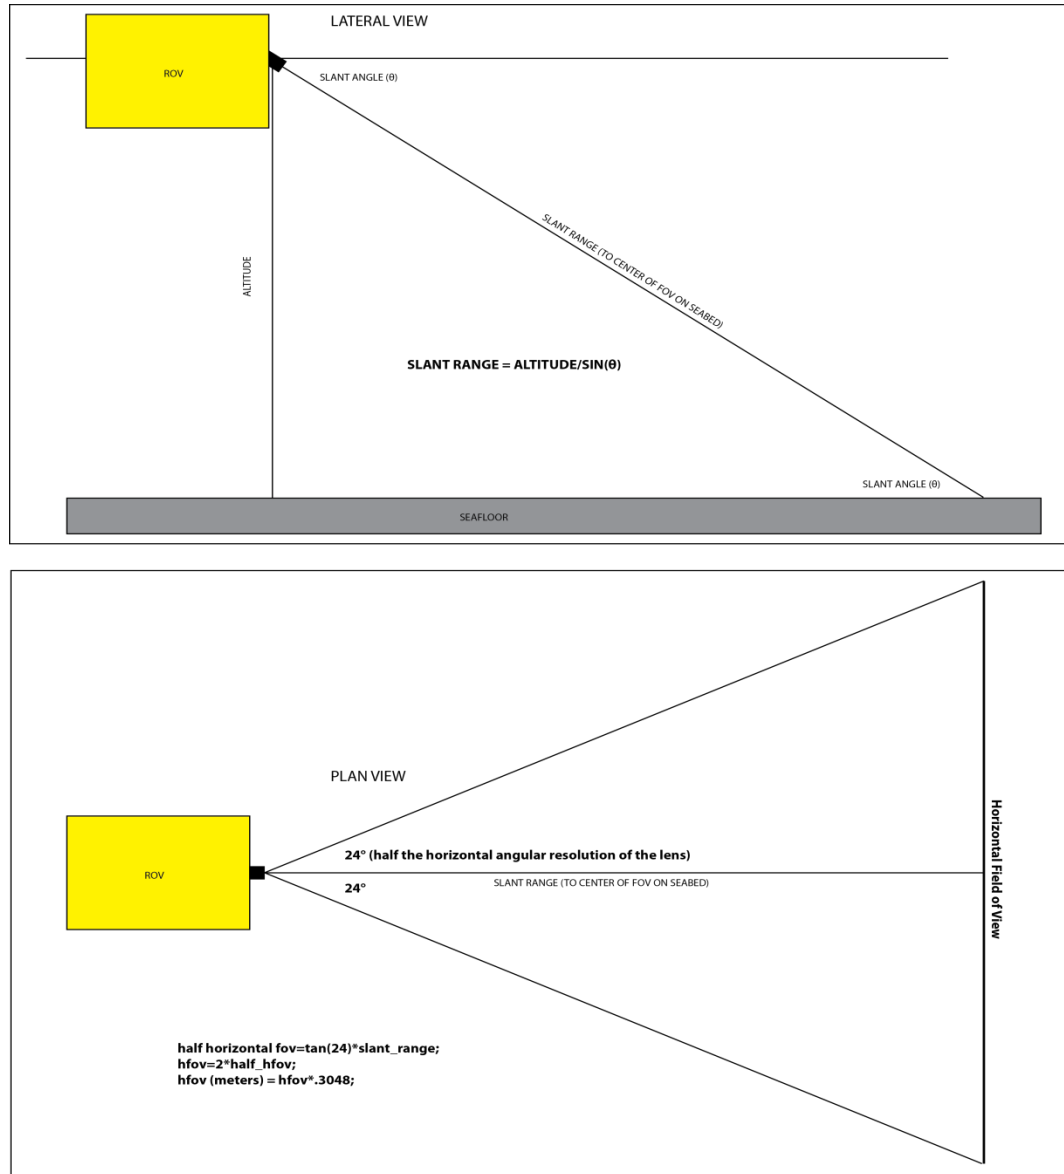 LATERAL VIEW
ROV
SLANT ANGLE (θ)
SLANT RANGE (TO CENTER OF FOV ON SEABED)
ALTITUDE
SLANT RANGE = ALTITUDE/SIN(θ)
SLANT ANGLE (θ)
SEAFLOOR
PLAN VIEW
24° (half the horizontal angular resolution of the lens)
ROV
SLANT RANGE (TO CENTER OF FOV ON SEABED)
24°
Horizontal Field of View
half horizontal fov=tan(24)*slant_range;
hfov=2*half_hfov;
hfov (meters) = hfov*.3048;